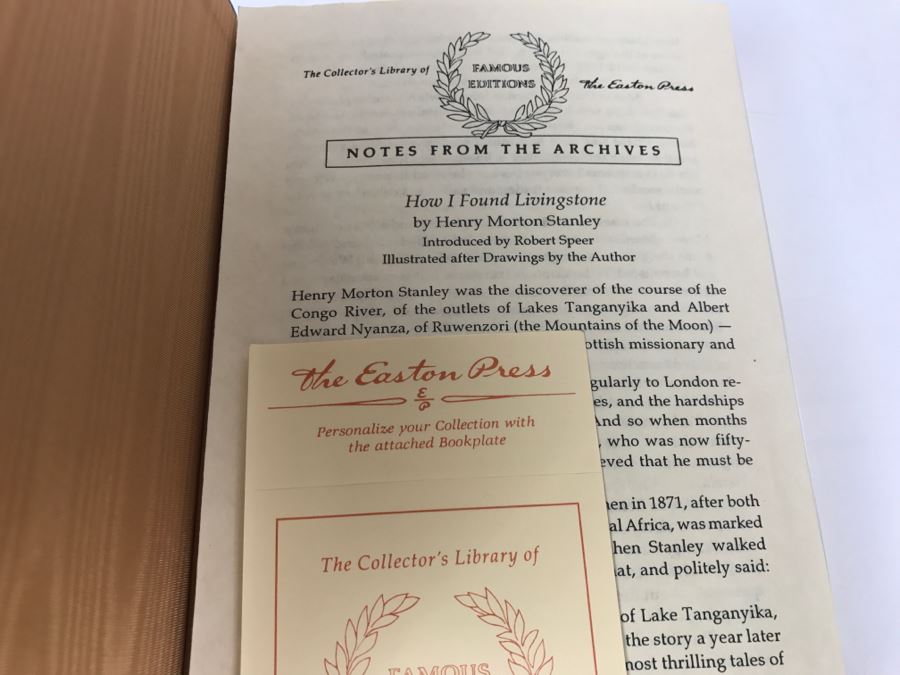 The Collector's Library of FAMOUS EDITIONS The Easton Press
NOTES FROM THE ARCHIVES
How I Found Livingstone
by Henry Morton Stanley
Introduced by Robert Speer
Illustrated after Drawings by the Author
Henry Morton Stanley was the discoverer of the course of the
Congo River, of the outlets of Lakes Tanganyika and Albert
Edward Nyanza, of Ruwenzori (the Mountains of the Moon) —
ottish missionary and
gularly to London re-
es, and the hardships
And so when months
, who was now fifty-
eved that he must be
en in 1871, after both
al Africa, was marked
hen Stanley walked
at, and politely said:
of Lake Tanganyika,
the story a year later
most thrilling tales of
The Easton Press
E
P
Personalize your Collection with
the attached Bookplate
The Collector's Library of
FAMOUS